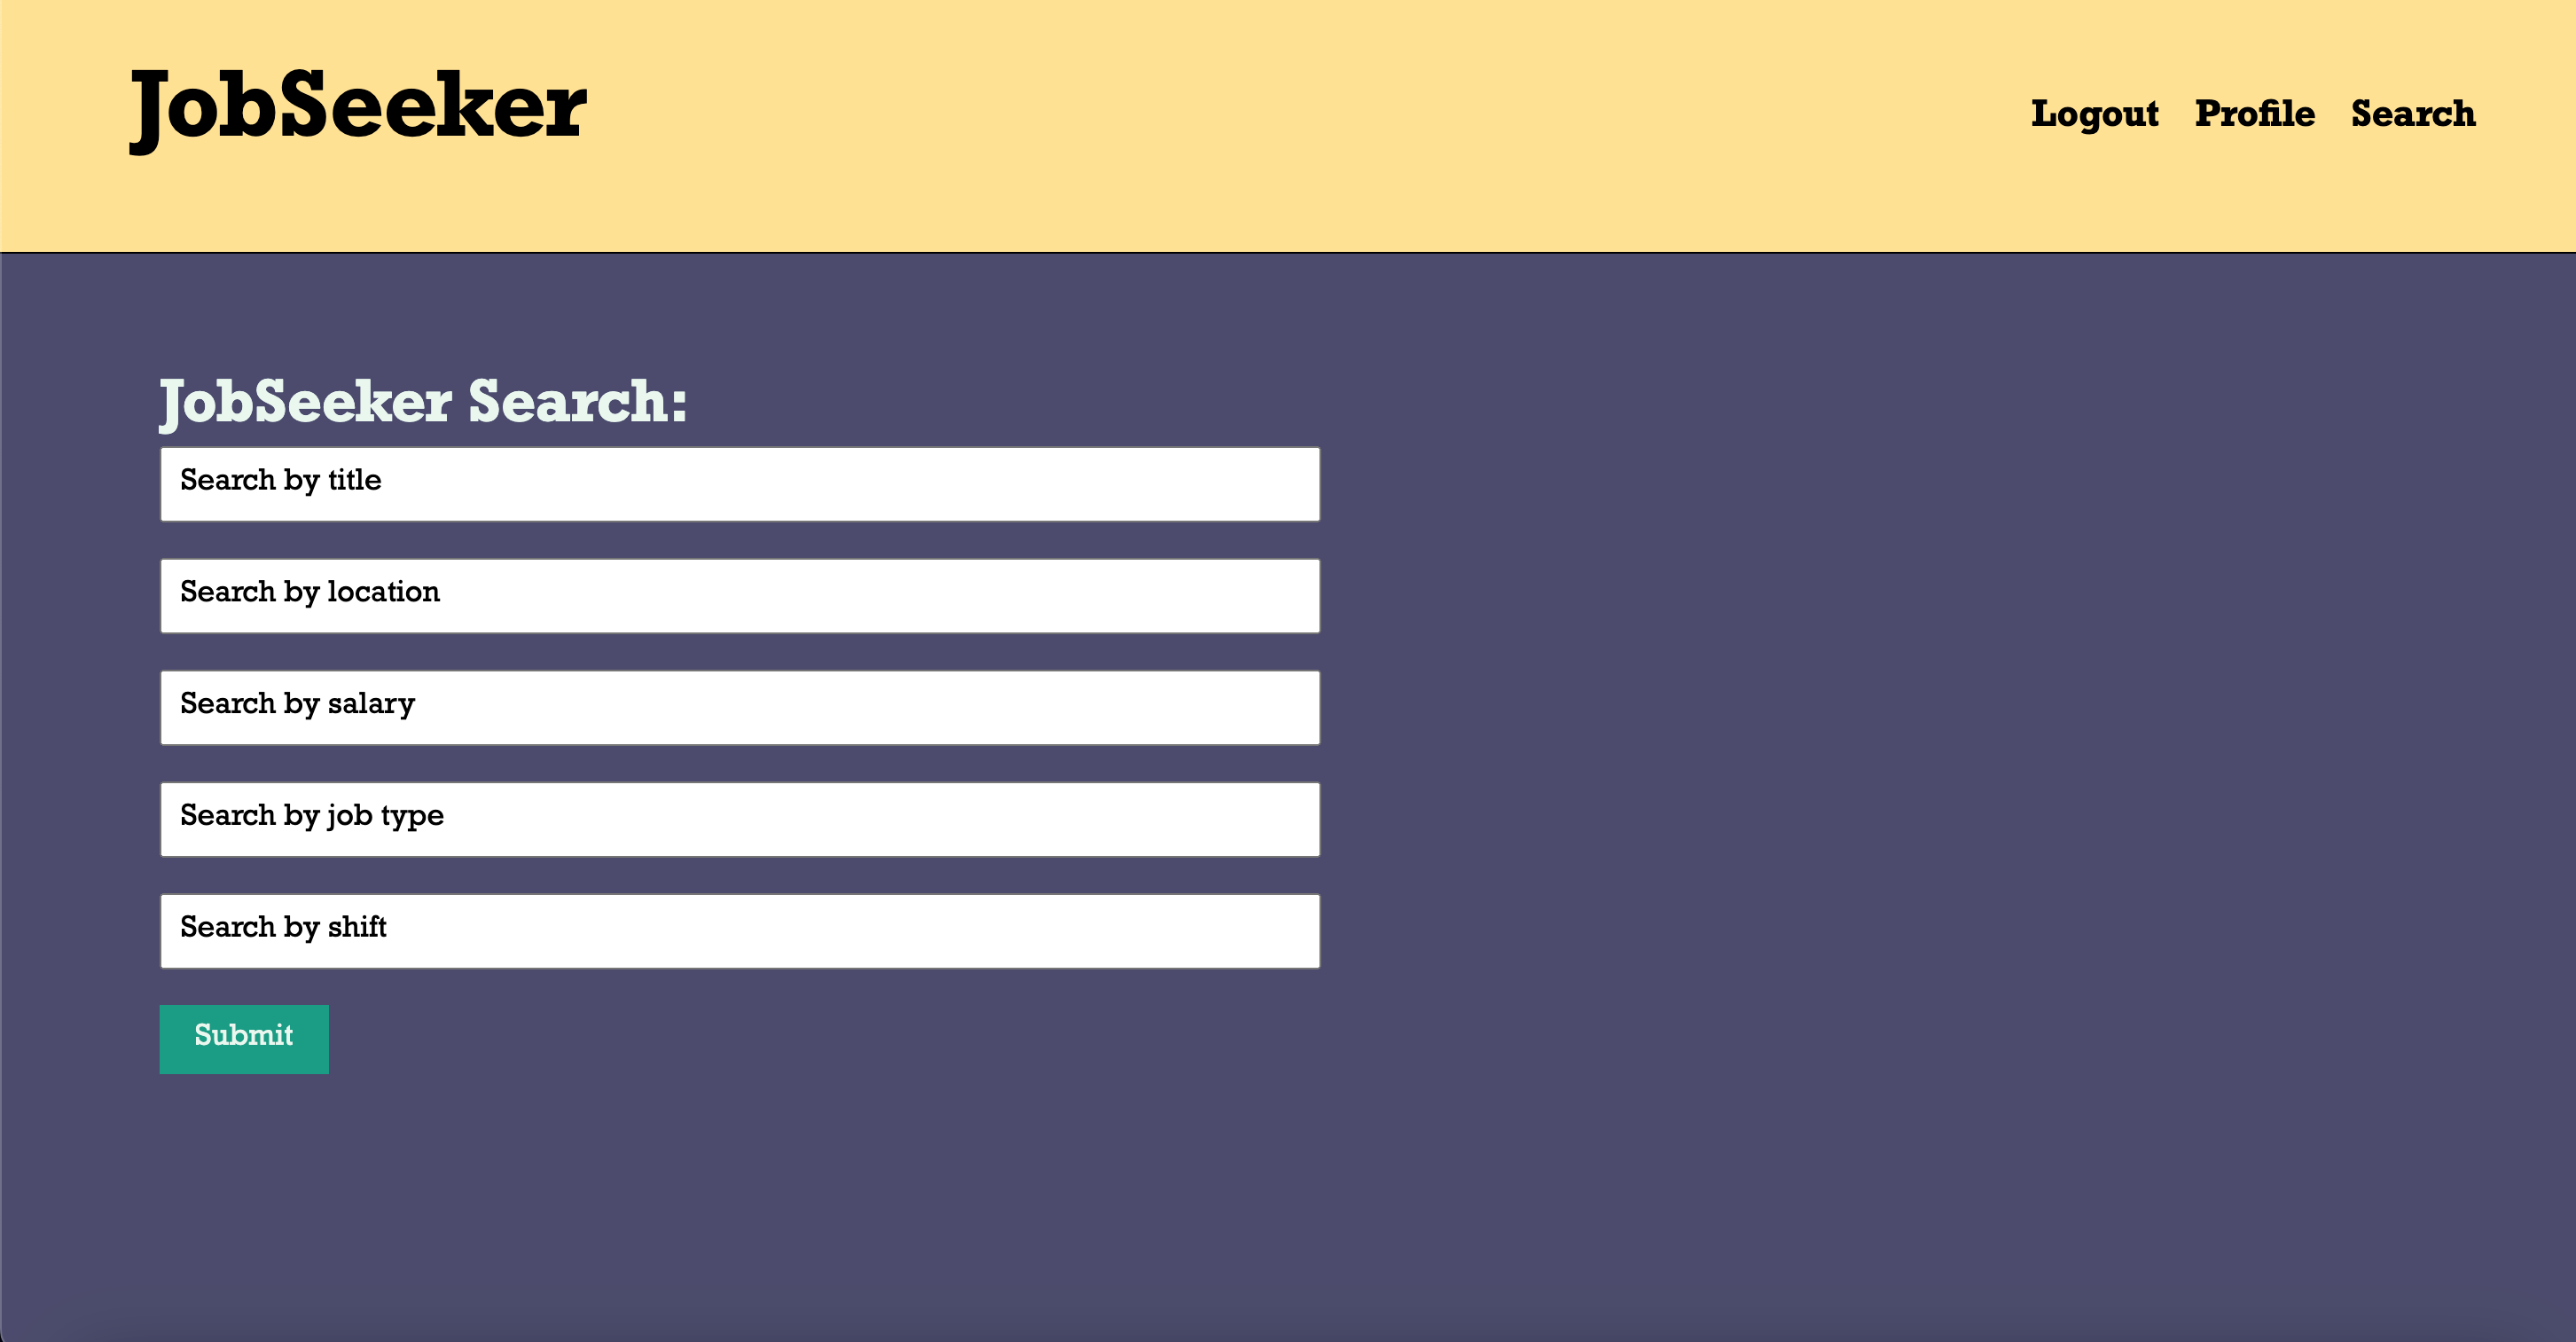 JobSeeker
Logout Profile Search
JobSeeker Search:
Search by title
Search by location
Search by salary
Search by job type
Search by shift
Submit